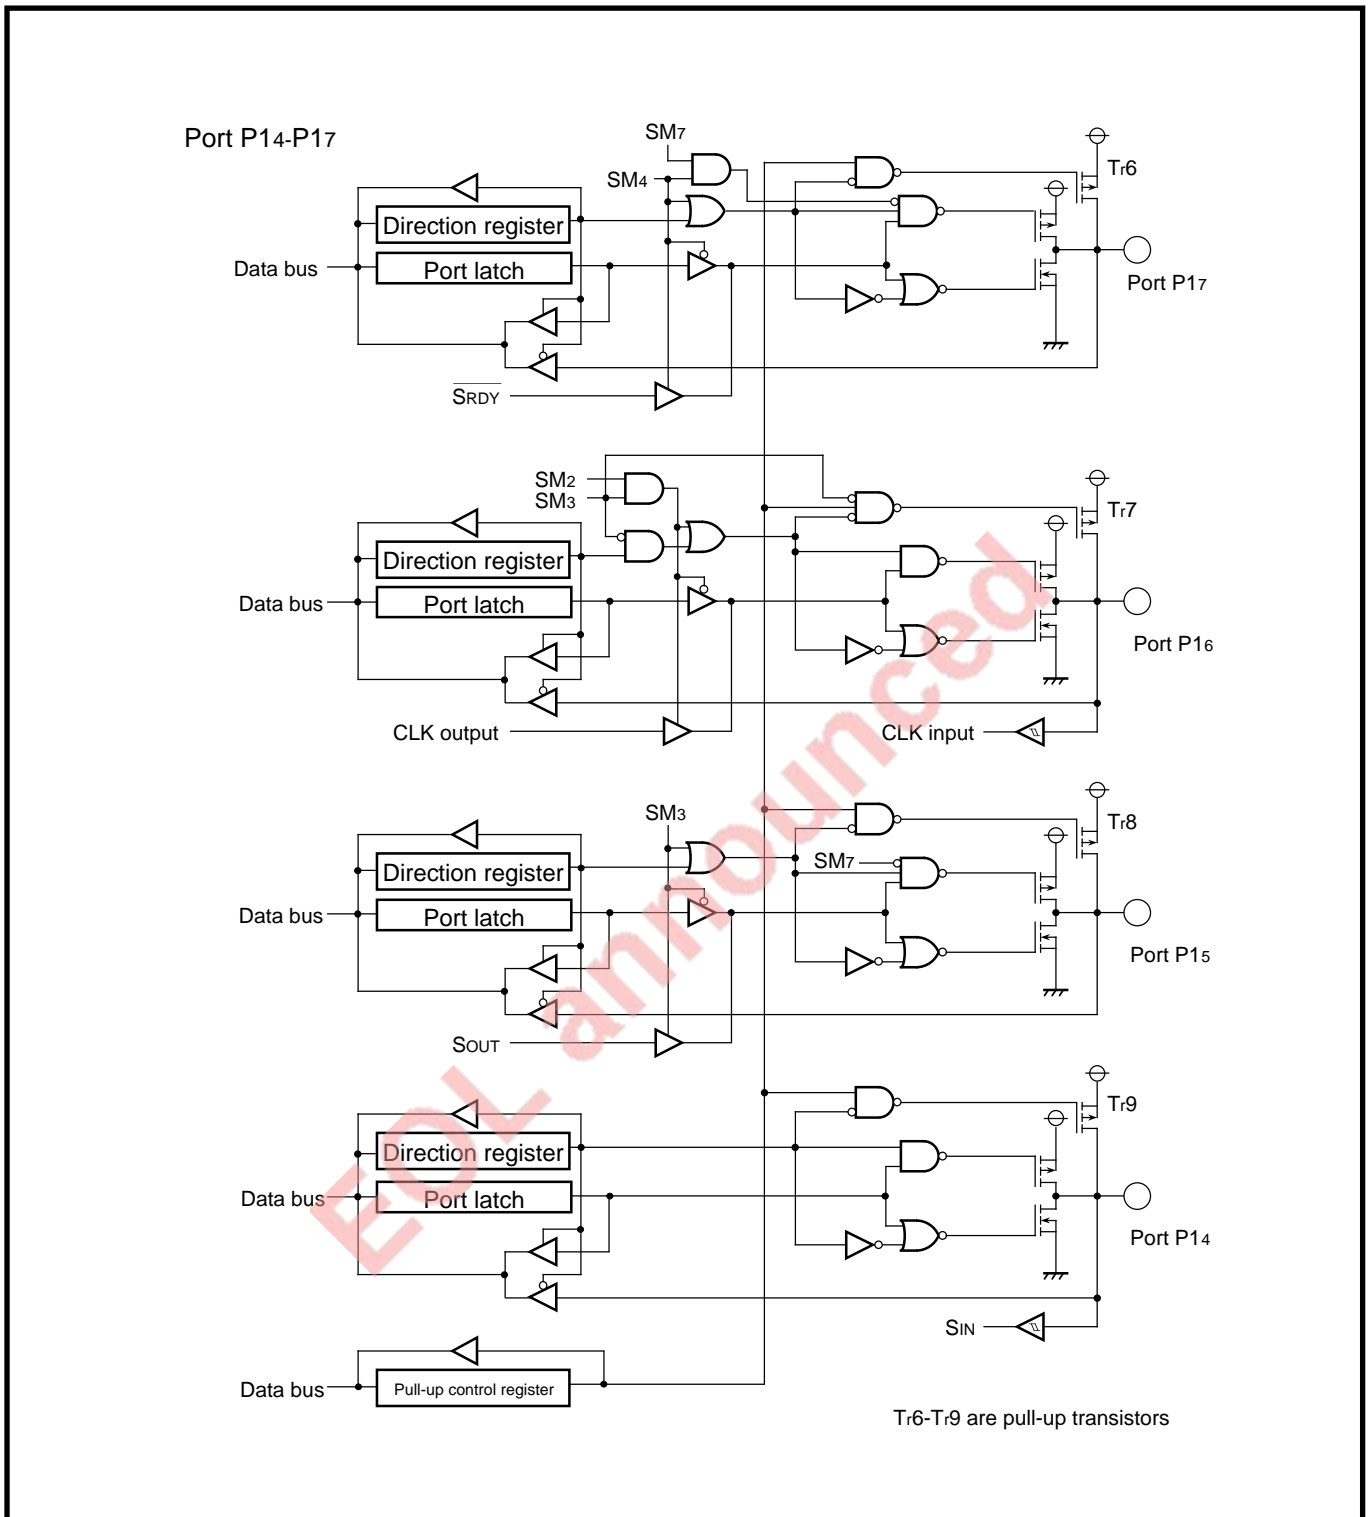 Port P14-P17
SM7
SM4
Tr6
Direction register
Data bus
Port latch
Port P17
SRDY
SM2
SM3
Tr7
Direction register
Data bus
Port latch
Port P16
CLK output
CLK input
SM3
Tr8
Direction register
SM7
Data bus
Port latch
Port P15
SOUT
Tr9
Direction register
Data bus
Port latch
Port P14
SIN
Data bus
Pull-up control register
Tr6-Tr9 are pull-up transistors
EOL announced